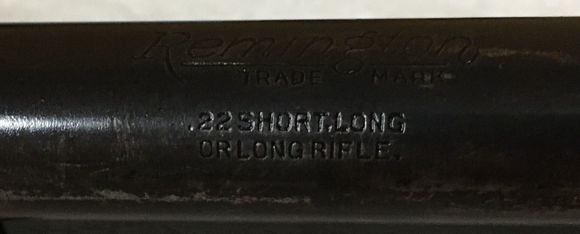 Remington
TRADE MARK
.22 SHORT, LONG
OR LONG RIFLE.